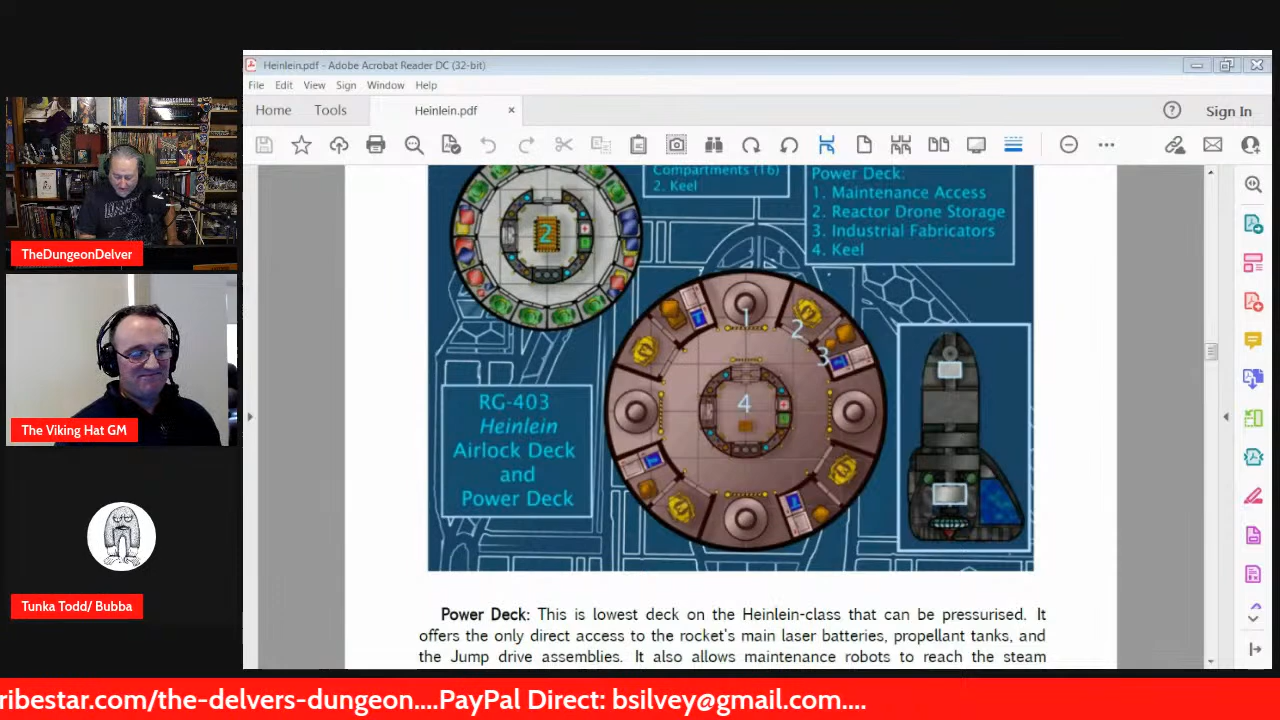 Heinlein.pdf - Adobe Acrobat Reader DC (32-bit)
File Edit View Sign Window Help
Home Tools Heinlein.pdf × Sign In
Compartments (16)
2. Keel
Power Deck:
1. Maintenance Access
2. Reactor Drone Storage
3. Industrial Fabricators
4. Keel
2
1
2
3
4
RG-403
Heinlein
Airlock Deck
and
Power Deck
Power Deck: This is lowest deck on the Heinlein-class that can be pressurised. It
offers the only direct access to the rocket's main laser batteries, propellant tanks, and
the Jump drive assemblies. It also allows maintenance robots to reach the steam
TheDungeonDelver
The Viking Hat GM
Tunka Todd/ Bubba
ribestar.com/the-delvers-dungeon....PayPal Direct: bsilvey@gmail.com....